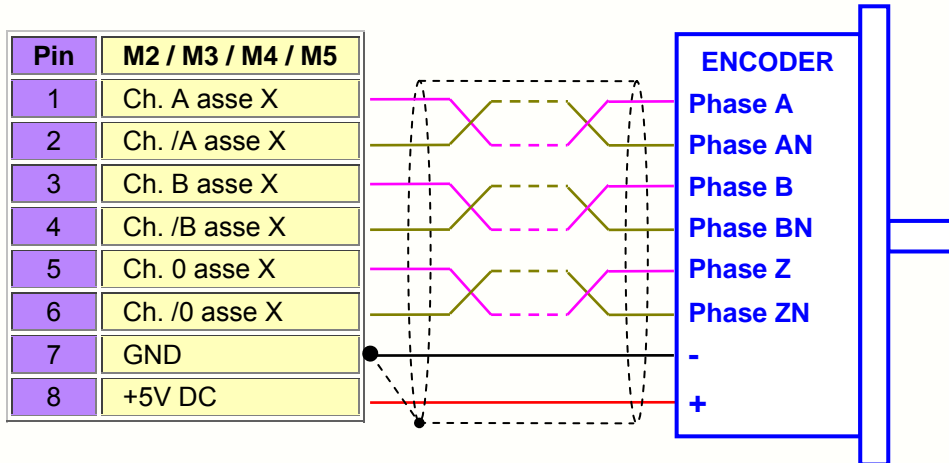 Pin M2 / M3 / M4 / M5
1 Ch. A asse X
2 Ch. /A asse X
3 Ch. B asse X
4 Ch. /B asse X
5 Ch. 0 asse X
6 Ch. /0 asse X
7 GND
8 +5V DC
ENCODER
Phase A
Phase AN
Phase B
Phase BN
Phase Z
Phase ZN
-
+